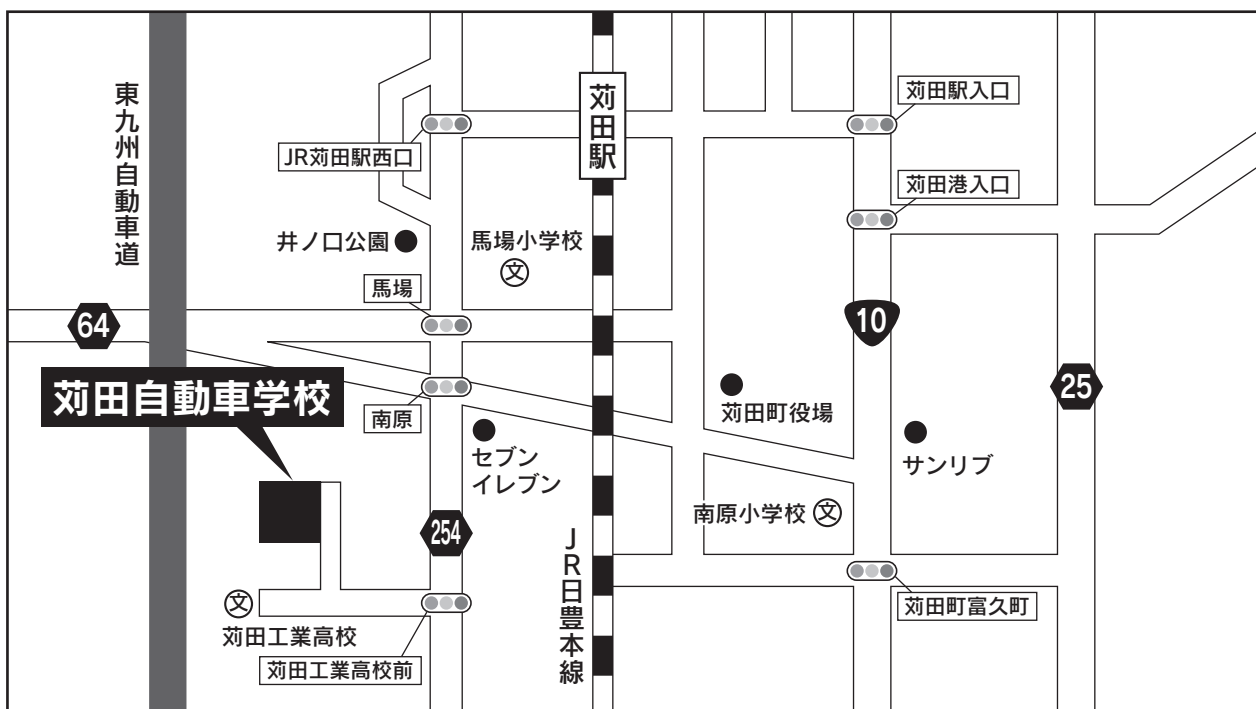 東九州自動車道
苅田駅
苅田駅入口
JR苅田駅西口
苅田港入口
井ノ口公園
馬場小学校
文
馬場
64
10
苅田自動車学校
南原
苅田町役場
25
セブン
イレブン
サンリブ
254
南原小学校
文
JR日豊本線
文
苅田工業高校
苅田町富久町
苅田工業高校前